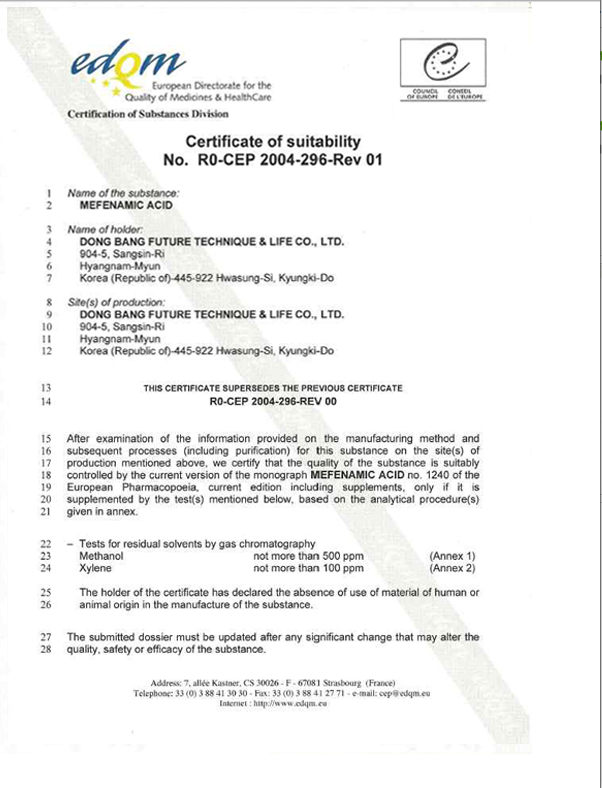 edqm
European Directorate for the
Quality of Medicines & HealthCare
COUNCIL OF EUROPE
CONSEIL DE L'EUROPE
Certification of Substances Division
Certificate of suitability
No. R0-CEP 2004-296-Rev 01
1 Name of the substance:
2 MEFENAMIC ACID
3 Name of holder:
4 DONG BANG FUTURE TECHNIQUE & LIFE CO., LTD.
5 904-5, Sangsin-Ri
6 Hyangnam-Myun
7 Korea (Republic of)-445-922 Hwasung-Si, Kyungki-Do
8 Site(s) of production:
9 DONG BANG FUTURE TECHNIQUE & LIFE CO., LTD.
10 904-5, Sangsin-Ri
11 Hyangnam-Myun
12 Korea (Republic of)-445-922 Hwasung-Si, Kyungki-Do
13 THIS CERTIFICATE SUPERSEDES THE PREVIOUS CERTIFICATE
14 R0-CEP 2004-296-REV 00
15 After examination of the information provided on the manufacturing method and
16 subsequent processes (including purification) for this substance on the site(s) of
17 production mentioned above, we certify that the quality of the substance is suitably
18 controlled by the current version of the monograph MEFENAMIC ACID no. 1240 of the
19 European Pharmacopoeia, current edition including supplements, only if it is
20 supplemented by the test(s) mentioned below, based on the analytical procedure(s)
21 given in annex.
22 – Tests for residual solvents by gas chromatography
23 Methanol not more than 500 ppm (Annex 1)
24 Xylene not more than 100 ppm (Annex 2)
25 The holder of the certificate has declared the absence of use of material of human or
26 animal origin in the manufacture of the substance.
27 The submitted dossier must be updated after any significant change that may alter the
28 quality, safety or efficacy of the substance.
Address: 7, allée Kastner, CS 30026 - F - 67081 Strasbourg (France)
Telephone: 33 (0) 3 88 41 30 30 - Fax: 33 (0) 3 88 41 27 71 - e-mail: cep@edqm.eu
Internet : http://www.edqm.eu